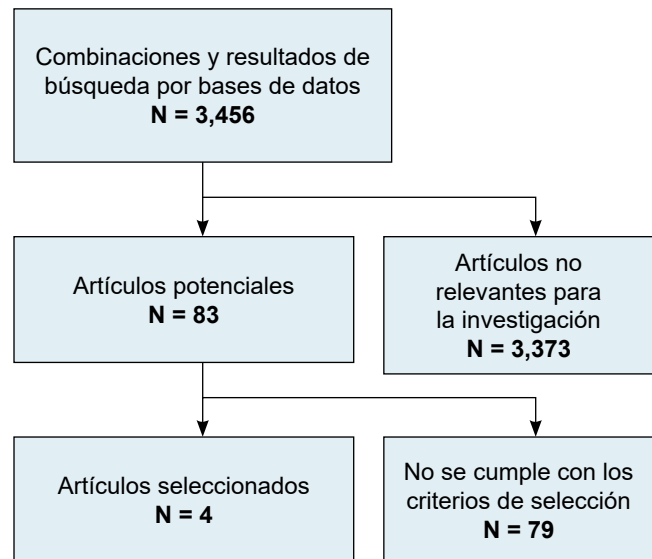 Combinaciones y resultados de
búsqueda por bases de datos
N = 3,456
Artículos potenciales
N = 83
Artículos no
relevantes para
la investigación
N = 3,373
Artículos seleccionados
N = 4
No se cumple con los
criterios de selección
N = 79